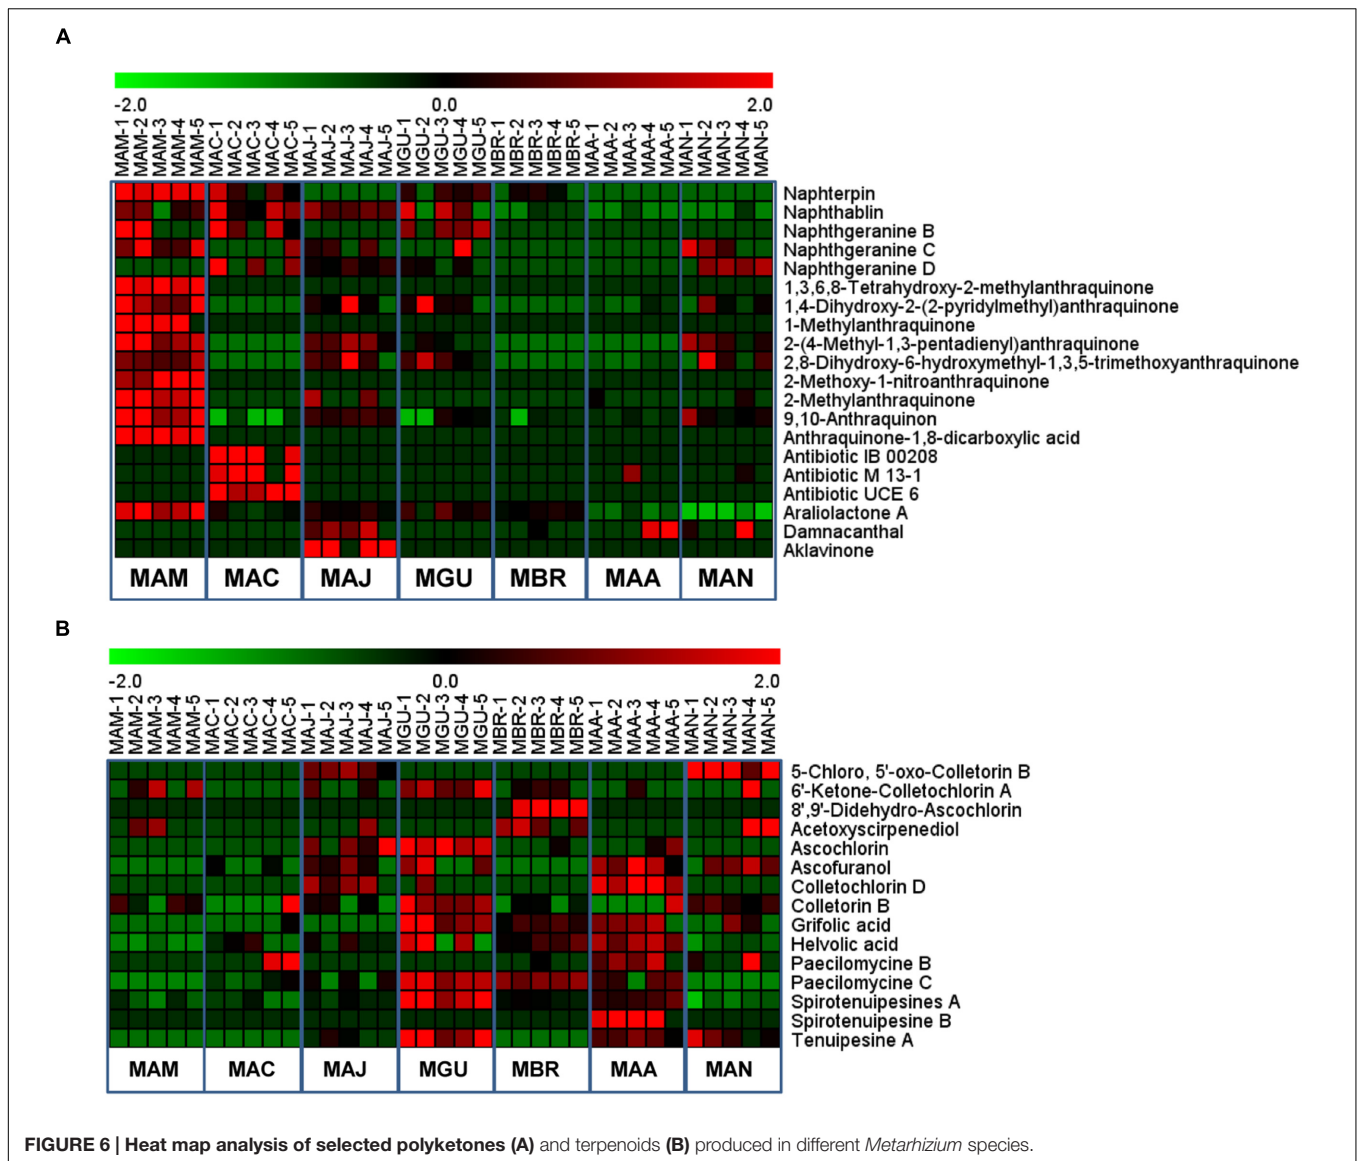 A
-2.0 0.0 2.0
MAM-1 MAM-2 MAM-3 MAM-4 MAM-5 MAC-1 MAC-2 MAC-3 MAC-4 MAC-5 MAJ-1 MAJ-2 MAJ-3 MAJ-4 MAJ-5 MGU-1 MGU-2 MGU-3 MGU-4 MGU-5 MBR-1 MBR-2 MBR-3 MBR-4 MBR-5 MAA-1 MAA-2 MAA-3 MAA-4 MAA-5 MAN-1 MAN-2 MAN-3 MAN-4 MAN-5
Naphterpin
Naphthablin
Naphthgeranine B
Naphthgeranine C
Naphthgeranine D
1,3,6,8-Tetrahydroxy-2-methylanthraquinone
1,4-Dihydroxy-2-(2-pyridylmethyl)anthraquinone
1-Methylanthraquinone
2-(4-Methyl-1,3-pentadienyl)anthraquinone
2,8-Dihydroxy-6-hydroxymethyl-1,3,5-trimethoxyanthraquinone
2-Methoxy-1-nitroanthraquinone
2-Methylanthraquinone
9,10-Anthraquinon
Anthraquinone-1,8-dicarboxylic acid
Antibiotic IB 00208
Antibiotic M 13-1
Antibiotic UCE 6
Araliolactone A
Damnacanthal
Aklavinone
MAM MAC MAJ MGU MBR MAA MAN
B
-2.0 0.0 2.0
MAM-1 MAM-2 MAM-3 MAM-4 MAM-5 MAC-1 MAC-2 MAC-3 MAC-4 MAC-5 MAJ-1 MAJ-2 MAJ-3 MAJ-4 MAJ-5 MGU-1 MGU-2 MGU-3 MGU-4 MGU-5 MBR-1 MBR-2 MBR-3 MBR-4 MBR-5 MAA-1 MAA-2 MAA-3 MAA-4 MAA-5 MAN-1 MAN-2 MAN-3 MAN-4 MAN-5
5-Chloro, 5'-oxo-Colletorin B
6'-Ketone-Colletochlorin A
8',9'-Didehydro-Ascochlorin
Acetoxyscirpenediol
Ascochlorin
Ascofuranol
Colletochlorin D
Colletorin B
Grifolic acid
Helvolic acid
Paecilomycine B
Paecilomycine C
Spirotenuipesines A
Spirotenuipesine B
Tenuipesine A
MAM MAC MAJ MGU MBR MAA MAN
FIGURE 6 | Heat map analysis of selected polyketones (A) and terpenoids (B) produced in different Metarhizium species.